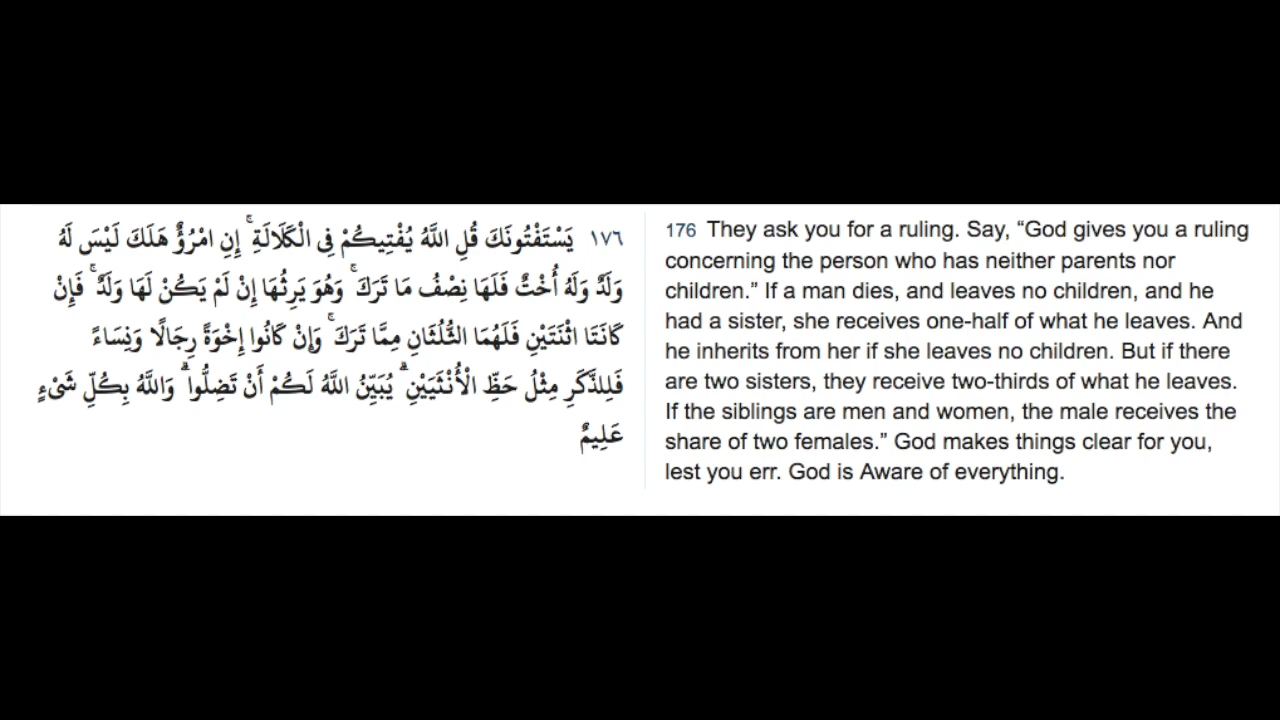 ١٧٦ يَسْتَفْتُونَكَ قُلِ اللَّهُ يُفْتِيكُمْ فِى الْكَلَالَةِ ۚ إِنِ امْرُؤٌ هَلَكَ لَيْسَ لَهُ
وَلَدٌ وَلَهُ أُخْتٌ فَلَهَا نِصْفُ مَا تَرَكَ ۚ وَهُوَ يَرِثُهَا إِنْ لَمْ يَكُنْ لَهَا وَلَدٌ ۚ فَإِنْ
كَانَتَا اثْنَتَيْنِ فَلَهُمَا الثُّلُثَانِ مِمَّا تَرَكَ ۚ وَإِنْ كَانُوا إِخْوَةً رِجَالًا وَنِسَاءً
فَلِلذَّكَرِ مِثْلُ حَظِّ الْأُنْثَيَيْنِ ۗ يُبَيِّنُ اللَّهُ لَكُمْ أَنْ تَضِلُّوا ۗ وَاللَّهُ بِكُلِّ شَىْءٍ
عَلِيمٌ
176 They ask you for a ruling. Say, “God gives you a ruling
concerning the person who has neither parents nor
children.” If a man dies, and leaves no children, and he
had a sister, she receives one-half of what he leaves. And
he inherits from her if she leaves no children. But if there
are two sisters, they receive two-thirds of what he leaves.
If the siblings are men and women, the male receives the
share of two females.” God makes things clear for you,
lest you err. God is Aware of everything.